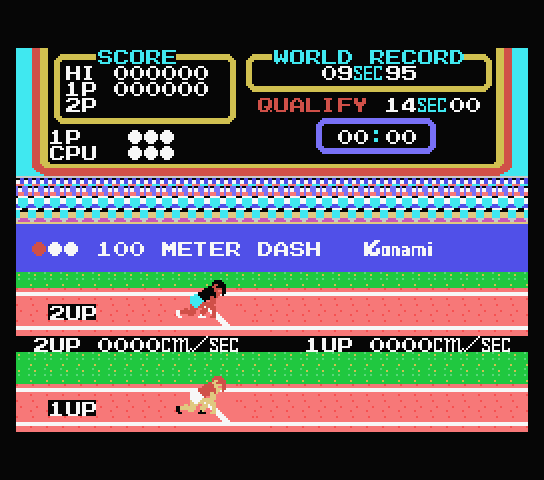 SCORE
WORLD RECORD
HI 000000
09SEC95
1P 000000
2P
QUALIFY 14SEC00
1P
00:00
CPU
100 METER DASH Konami
2UP
2UP 0000CM/SEC 1UP 0000CM/SEC
1UP